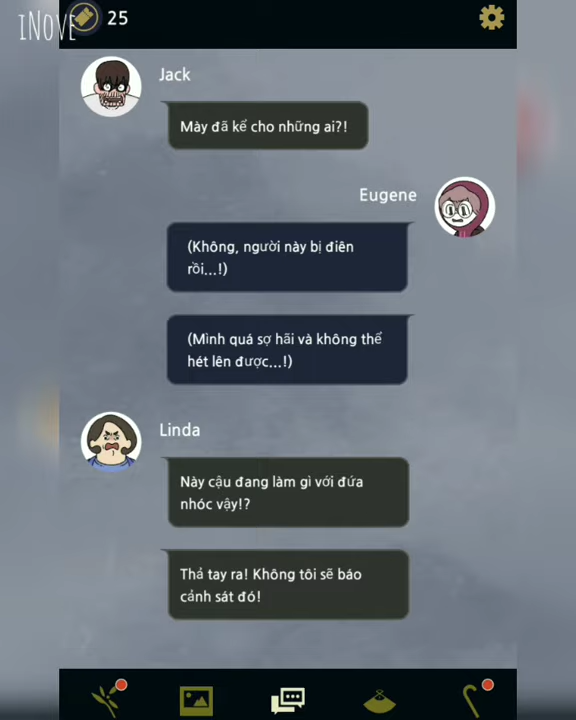 iNOVE
25
Jack
Mày đã kể cho những ai?!
Eugene
(Không, người này bị điên
rồi...!)
(Mình quá sợ hãi và không thể
hét lên được...!)
Linda
Này cậu đang làm gì với đứa
nhóc vậy!?
Thả tay ra! Không tôi sẽ báo
cảnh sát đó!